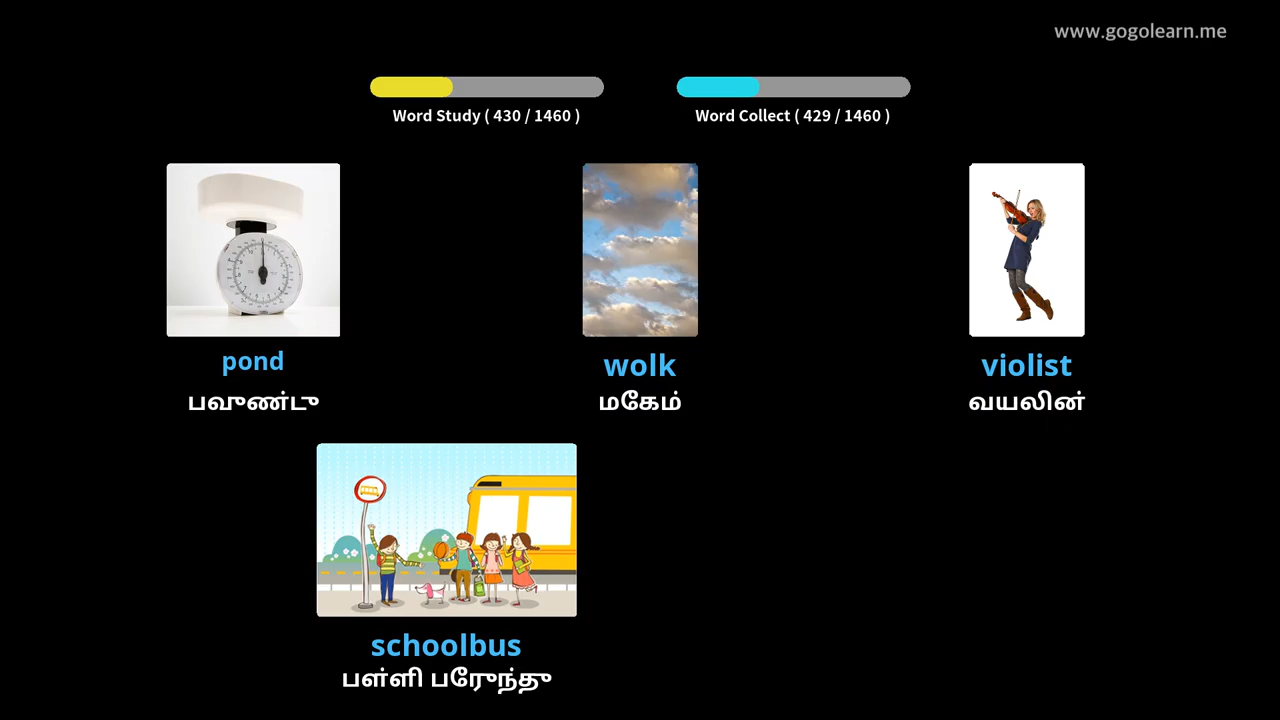 www.gogolearn.me
Word Study ( 430 / 1460 )
Word Collect ( 429 / 1460 )
pond
பவுண்டு
wolk
மகேம்
violist
வயலின்
schoolbus
பள்ளி பரேுந்து